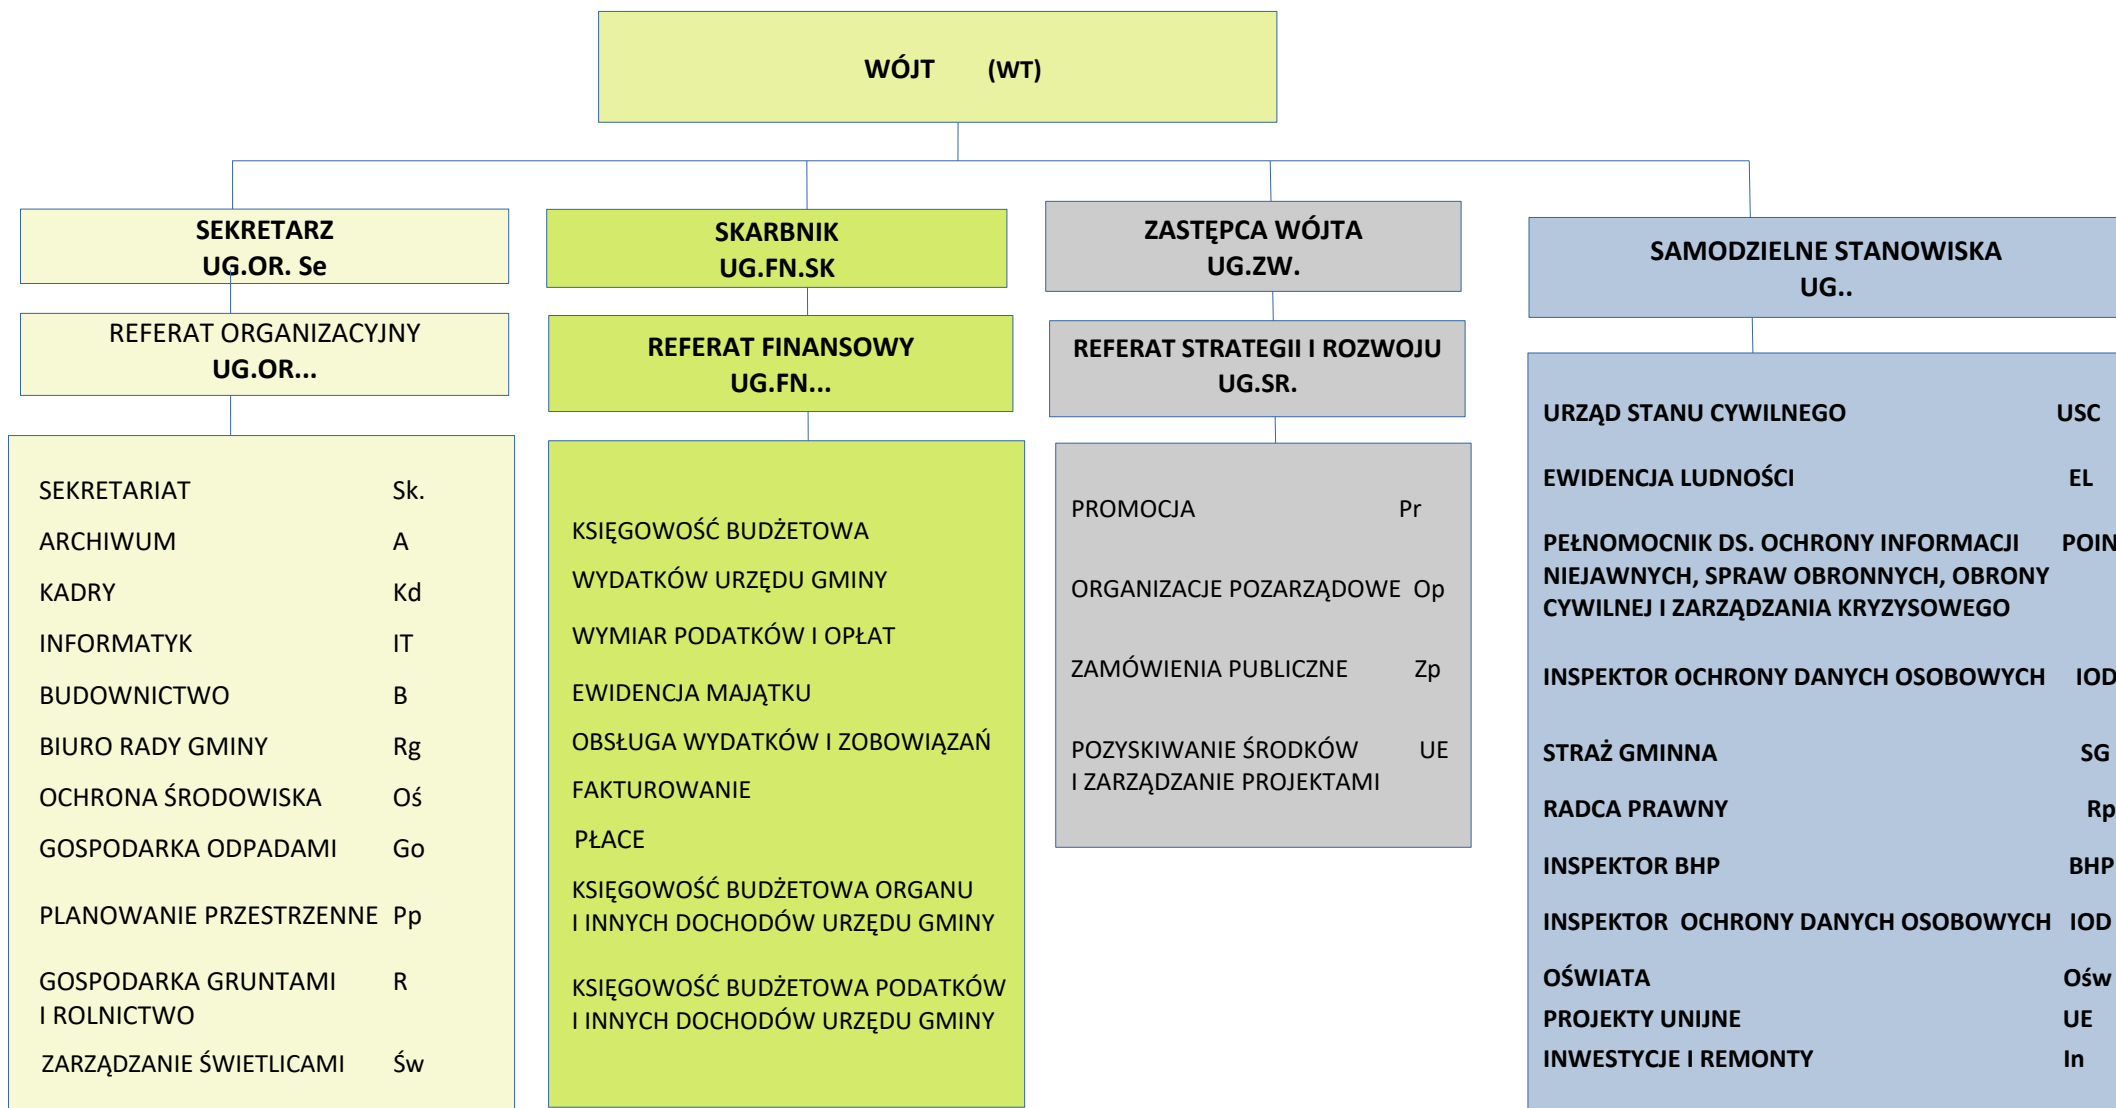 WÓJT (WT)
SEKRETARZ
UG.OR. Se
REFERAT ORGANIZACYJNY
UG.OR...
SEKRETARIAT Sk.
ARCHIWUM A
KADRY Kd
INFORMATYK IT
BUDOWNICTWO B
BIURO RADY GMINY Rg
OCHRONA ŚRODOWISKA Oś
GOSPODARKA ODPADAMI Go
PLANOWANIE PRZESTRZENNE Pp
GOSPODARKA GRUNTAMI R
I ROLNICTWO
ZARZĄDZANIE ŚWIETLICAMI Św
SKARBNIK
UG.FN.SK
REFERAT FINANSOWY
UG.FN...
KSIĘGOWOŚĆ BUDŻETOWA
WYDATKÓW URZĘDU GMINY
WYMIAR PODATKÓW I OPŁAT
EWIDENCJA MAJĄTKU
OBSŁUGA WYDATKÓW I ZOBOWIĄZAŃ
FAKTUROWANIE
PŁACE
KSIĘGOWOŚĆ BUDŻETOWA ORGANU
I INNYCH DOCHODÓW URZĘDU GMINY
KSIĘGOWOŚĆ BUDŻETOWA PODATKÓW
I INNYCH DOCHODÓW URZĘDU GMINY
ZASTĘPCA WÓJTA
UG.ZW.
REFERAT STRATEGII I ROZWOJU
UG.SR.
PROMOCJA Pr
ORGANIZACJE POZARZĄDOWE Op
ZAMÓWIENIA PUBLICZNE Zp
POZYSKIWANIE ŚRODKÓW UE
I ZARZĄDZANIE PROJEKTAMI
SAMODZIELNE STANOWISKA
UG..
URZĄD STANU CYWILNEGO USC
EWIDENCJA LUDNOŚCI EL
PEŁNOMOCNIK DS. OCHRONY INFORMACJI POIN
NIEJAWNYCH, SPRAW OBRONNYCH, OBRONY
CYWILNEJ I ZARZĄDZANIA KRYZYSOWEGO
INSPEKTOR OCHRONY DANYCH OSOBOWYCH IOD
STRAŻ GMINNA SG
RADCA PRAWNY Rp
INSPEKTOR BHP BHP
INSPEKTOR OCHRONY DANYCH OSOBOWYCH IOD
OŚWIATA Ośw
PROJEKTY UNIJNE UE
INWESTYCJE I REMONTY In